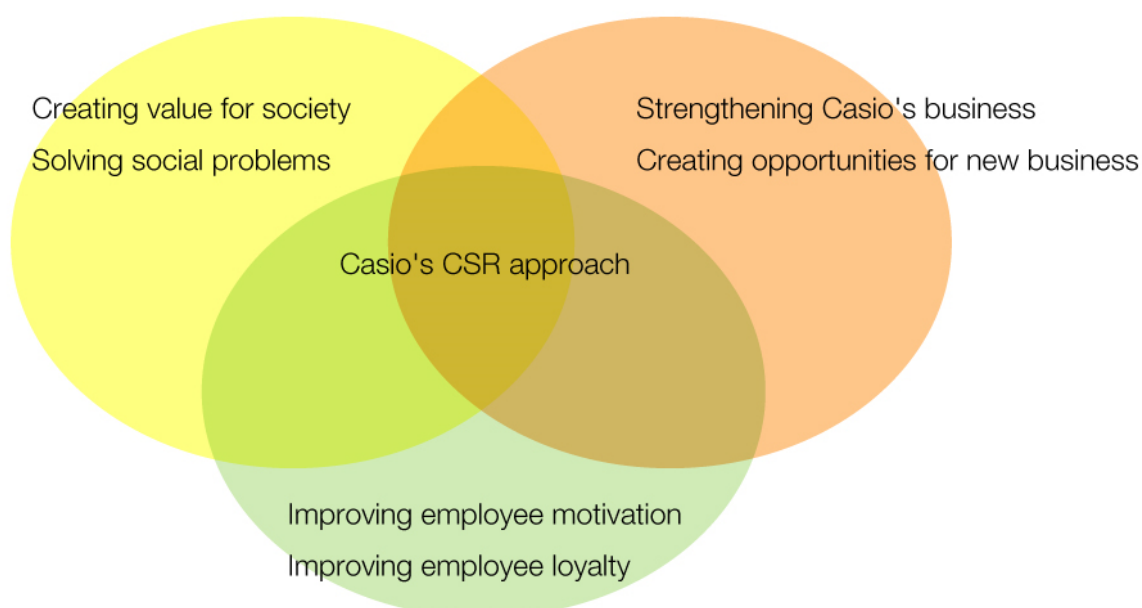 Creating value for society
Solving social problems
Strengthening Casio's business
Creating opportunities for new business
Casio's CSR approach
Improving employee motivation
Improving employee loyalty